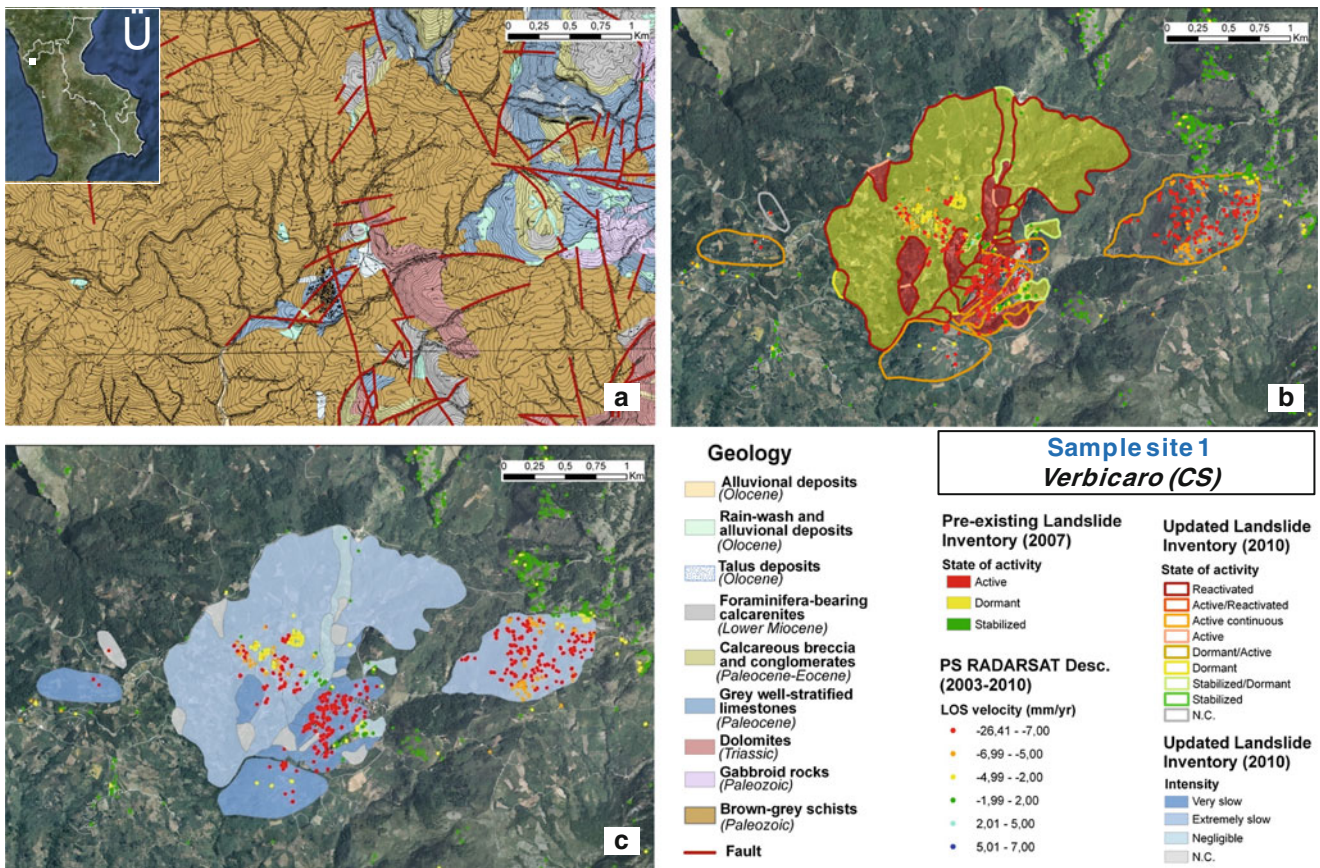 Ü
0 0,25 0,5 0,75 1
Km
a
0 0,25 0,5 0,75 1
Km
b
0 0,25 0,5 0,75 1
Km
c
Geology
Alluvional deposits
(Olocene)
Rain-wash and
alluvional deposits
(Olocene)
Talus deposits
(Olocene)
Foraminifera-bearing
calcarenites
(Lower Miocene)
Calcareous breccia
and conglomerates
(Paleocene-Eocene)
Grey well-stratified
limestones
(Paleocene)
Dolomites
(Triassic)
Gabbroid rocks
(Paleozoic)
Brown-grey schists
(Paleozoic)
Fault
Sample site 1
Verbicaro (CS)
Pre-existing Landslide
Inventory (2007)
State of activity
Active
Dormant
Stabilized
PS RADARSAT Desc.
(2003-2010)
LOS velocity (mm/yr)
-26,41 - -7,00
-6,99 - -5,00
-4,99 - -2,00
-1,99 - 2,00
2,01 - 5,00
5,01 - 7,00
Updated Landslide
Inventory (2010)
State of activity
Reactivated
Active/Reactivated
Active continuous
Active
Dormant/Active
Dormant
Stabilized/Dormant
Stabilized
N.C.
Updated Landslide
Inventory (2010)
Intensity
Very slow
Extremely slow
Negligible
N.C.